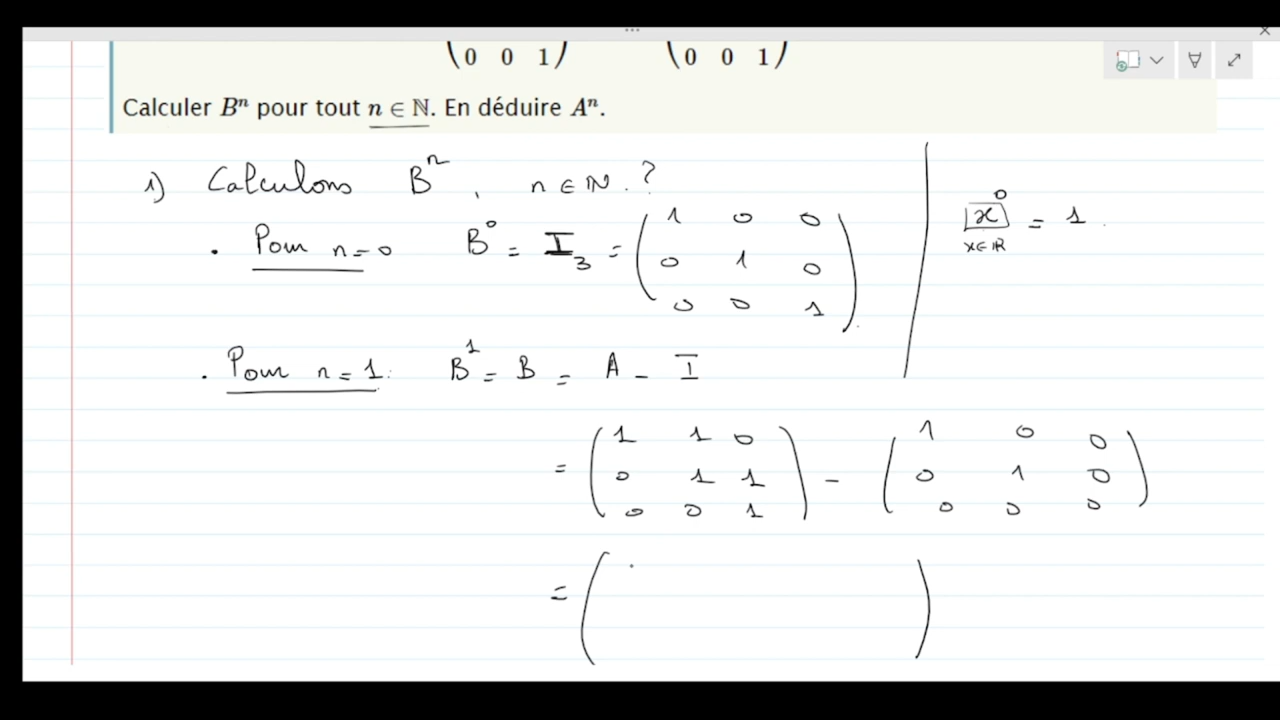 (0 0 1) (0 0 1)
Calculer Bⁿ pour tout n ∈ ℕ. En déduire Aⁿ.
1) Calculons Bⁿ, n ∈ ℕ. ?
. Pour n=0 B⁰ = I₃ = (1 0 0
0 1 0
0 0 1)
x⁰ = 1.
x∈ℝ
. Pour n=1: B¹ = B = A - I
= (1 1 0
0 1 1
0 0 1) - (1 0 0
0 1 0
0 0 0)
= ( )